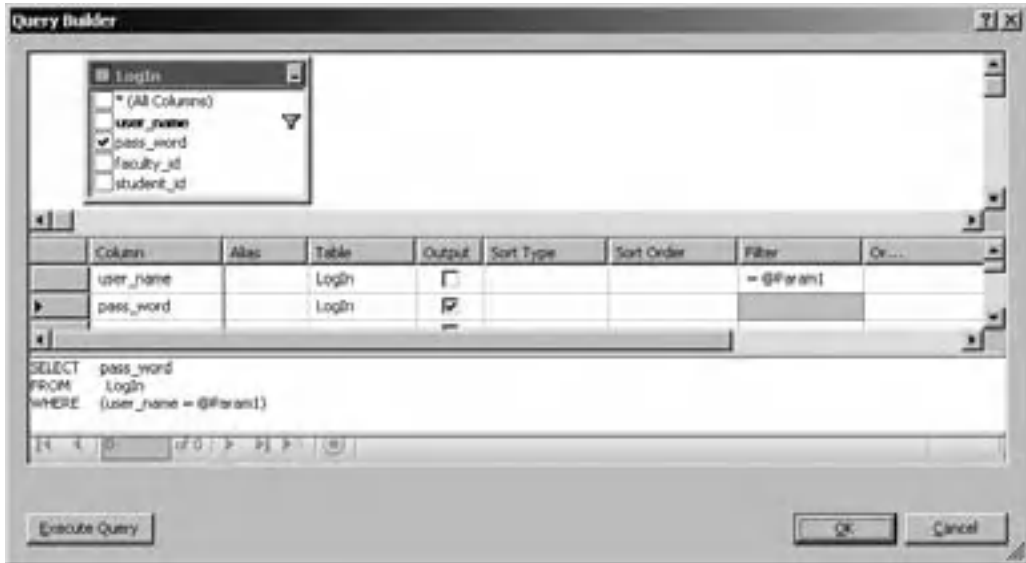 Query Builder
LogIn
* (All Columns)
user_name
pass_word
faculty_id
student_id
Column Alias Table Output Sort Type Sort Order Filter Or...
user_name LogIn = @Param1
pass_word LogIn
SELECT pass_word
FROM LogIn
WHERE (user_name = @Param1)
0 of 0
Execute Query OK Cancel